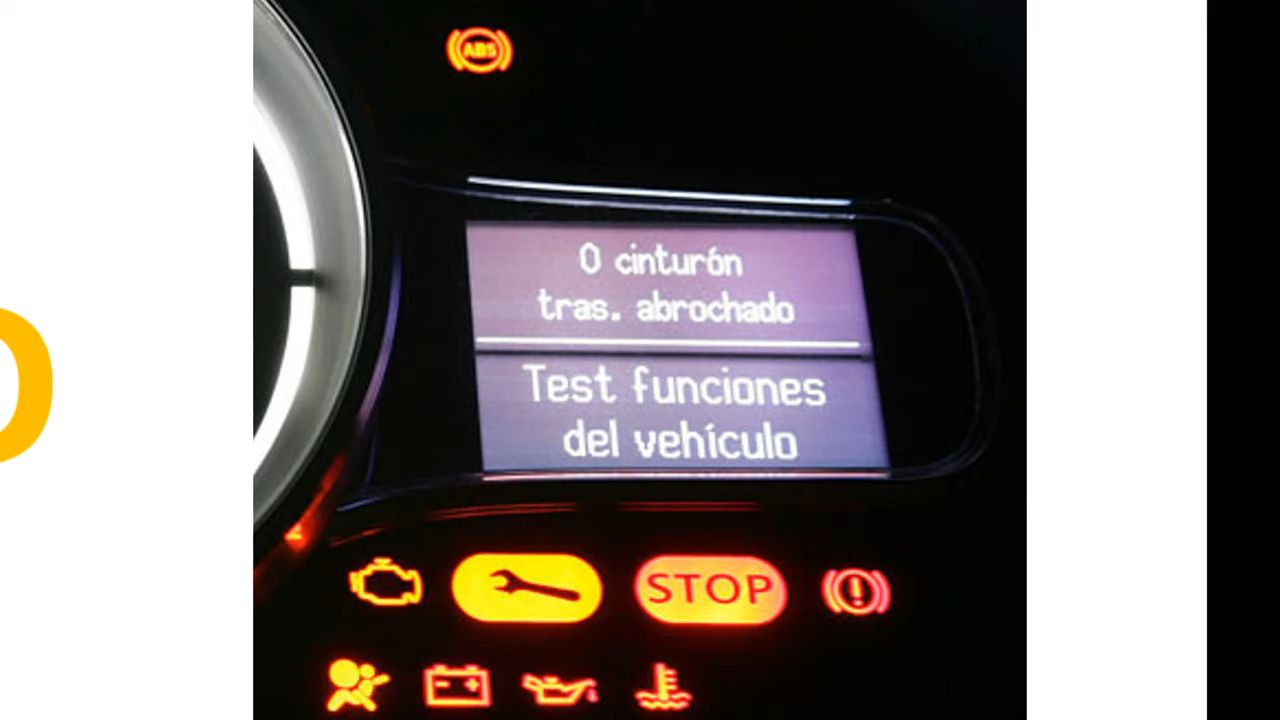 ABS
0 cinturón
tras. abrochado
Test funciones
del vehículo
STOP